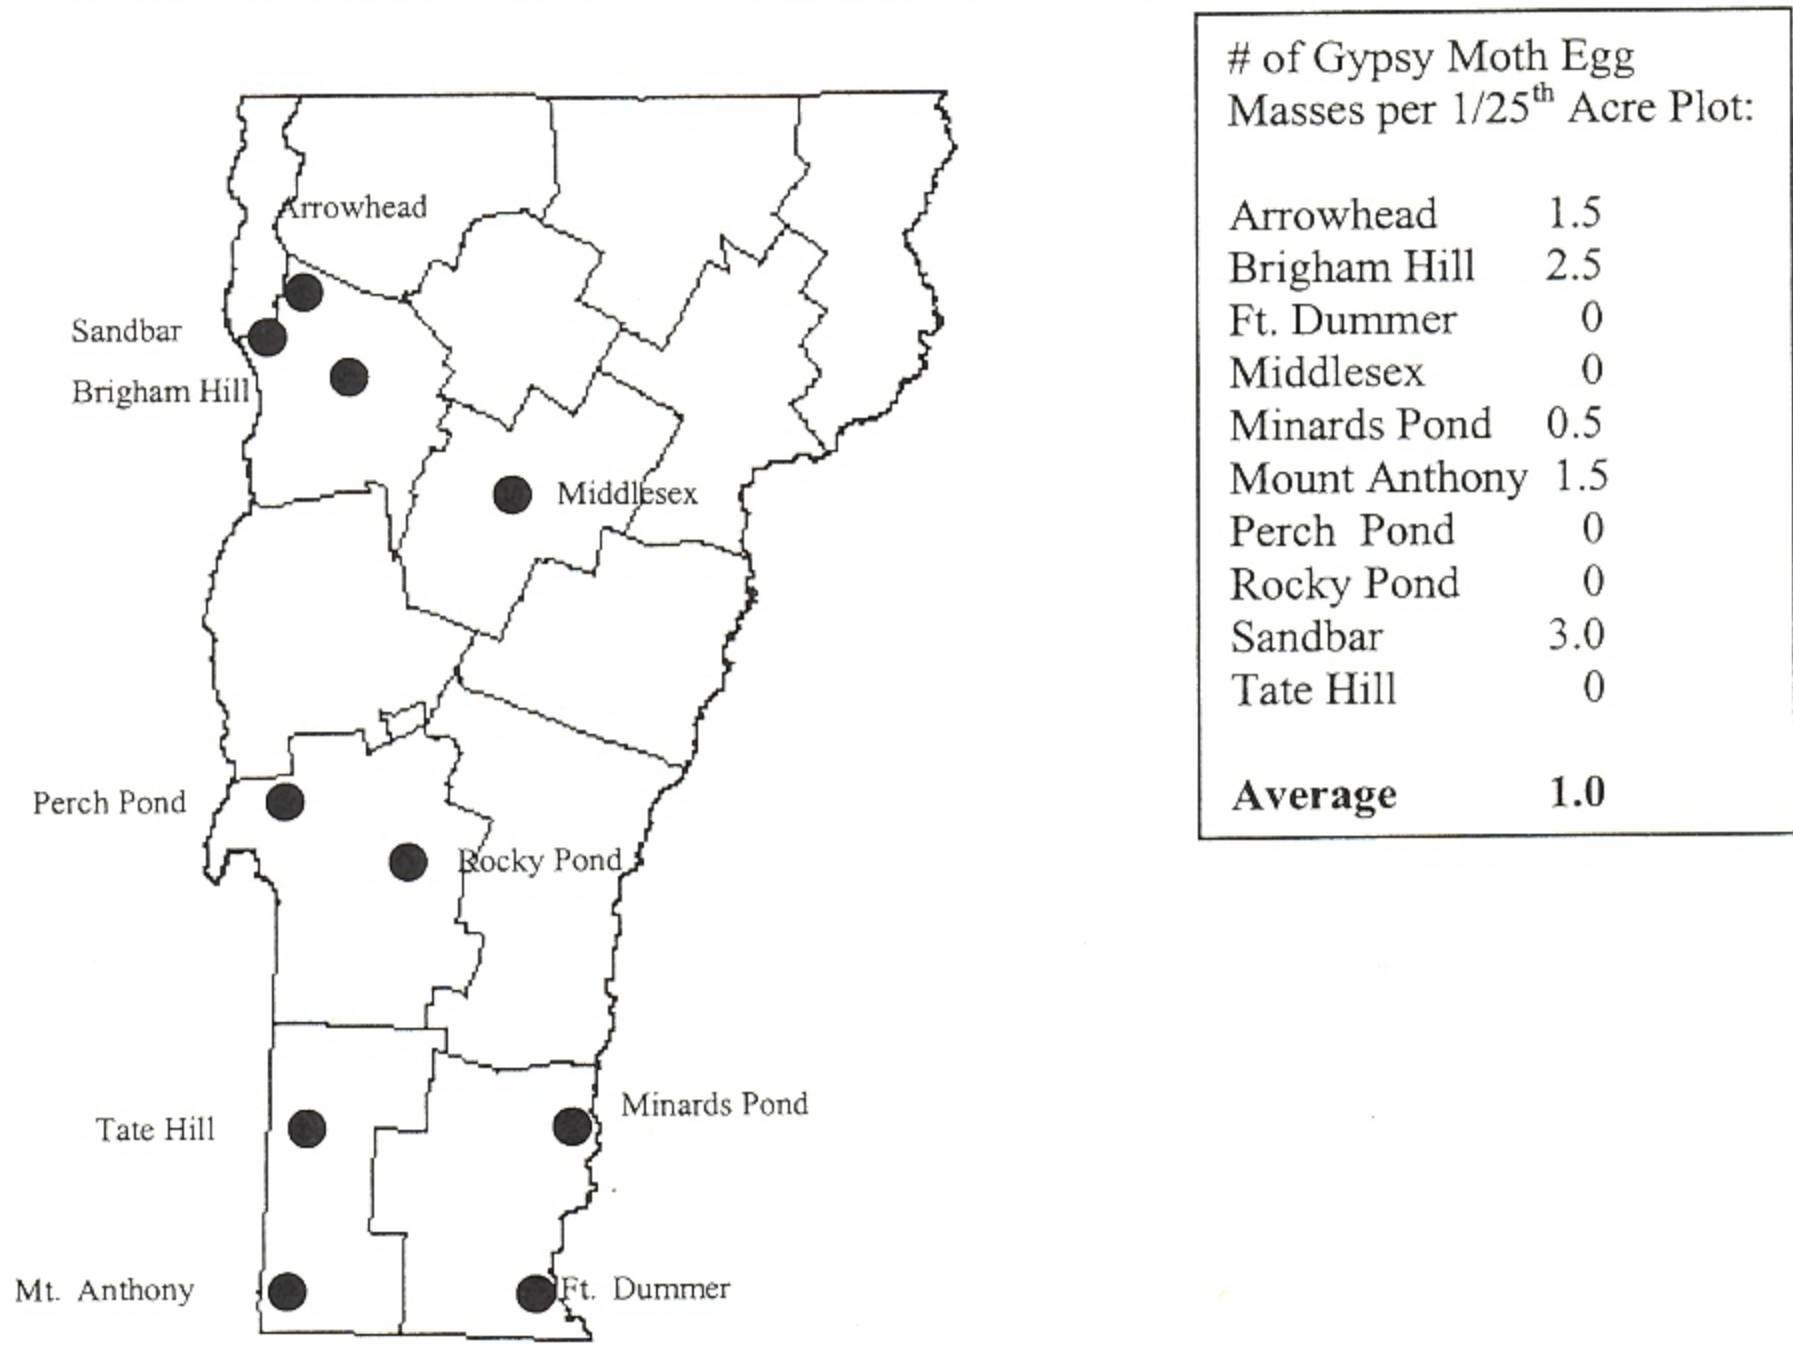 Arrowhead
Sandbar
Brigham Hill
Middlesex
Perch Pond
Rocky Pond
Tate Hill
Minards Pond
Mt. Anthony
Ft. Dummer
# of Gypsy Moth Egg
Masses per 1/25th Acre Plot:
Arrowhead 1.5
Brigham Hill 2.5
Ft. Dummer 0
Middlesex 0
Minards Pond 0.5
Mount Anthony 1.5
Perch Pond 0
Rocky Pond 0
Sandbar 3.0
Tate Hill 0
Average 1.0